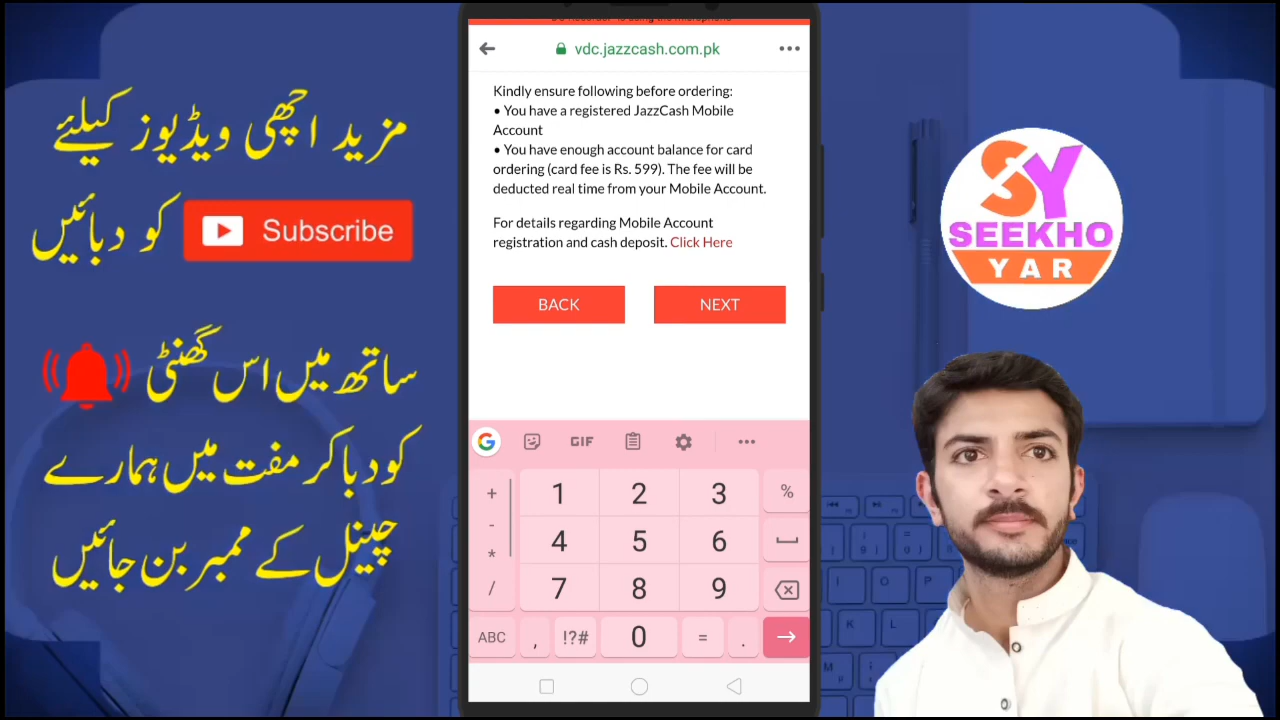 مزید اچھی ویڈیوز کیلئے
Subscribe کو دبائیں
ساتھ میں اس گھنٹی
کو دبا کر مفت میں ہمارے
چینل کے ممبر بن جائیں
vdc.jazzcash.com.pk
Kindly ensure following before ordering:
• You have a registered JazzCash Mobile
Account
• You have enough account balance for card
ordering (card fee is Rs. 599). The fee will be
deducted real time from your Mobile Account.
For details regarding Mobile Account
registration and cash deposit. Click Here
BACK NEXT
G GIF
+ 1 2 3 %
- 4 5 6
*
/ 7 8 9
ABC , !?# 0 = .
SY
SEEKHO
YAR